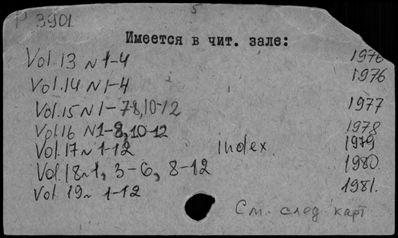 P 3901
5
Имеется в чит. зале:
Vol. 13 N 1-4 1976
Vol. 14 N 1-4 1976
Vol. 15 N 1-78,10-12 1977
Vol. 16 N 1-8,10-12 1978
Vol. 17 N 1-12 index 1979
Vol. 18 N 1, 3-6, 8-12 1980
Vol. 19 N 1-12 1981.
См. след карт